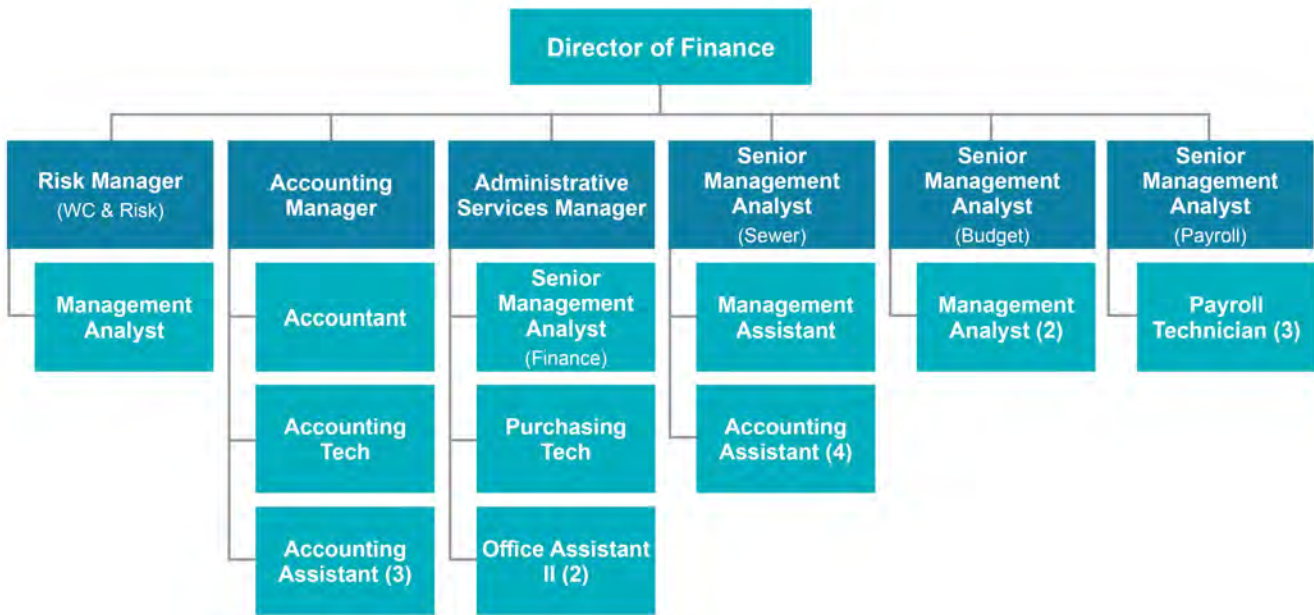 Director of Finance
Risk Manager
(WC & Risk)
Accounting
Manager
Administrative
Services Manager
Senior
Management
Analyst
(Sewer)
Senior
Management
Analyst
(Budget)
Senior
Management
Analyst
(Payroll)
Management
Analyst
Accountant
Senior
Management
Analyst
(Finance)
Management
Assistant
Management
Analyst (2)
Payroll
Technician (3)
Accounting
Tech
Purchasing
Tech
Accounting
Assistant (4)
Accounting
Assistant (3)
Office Assistant
II (2)